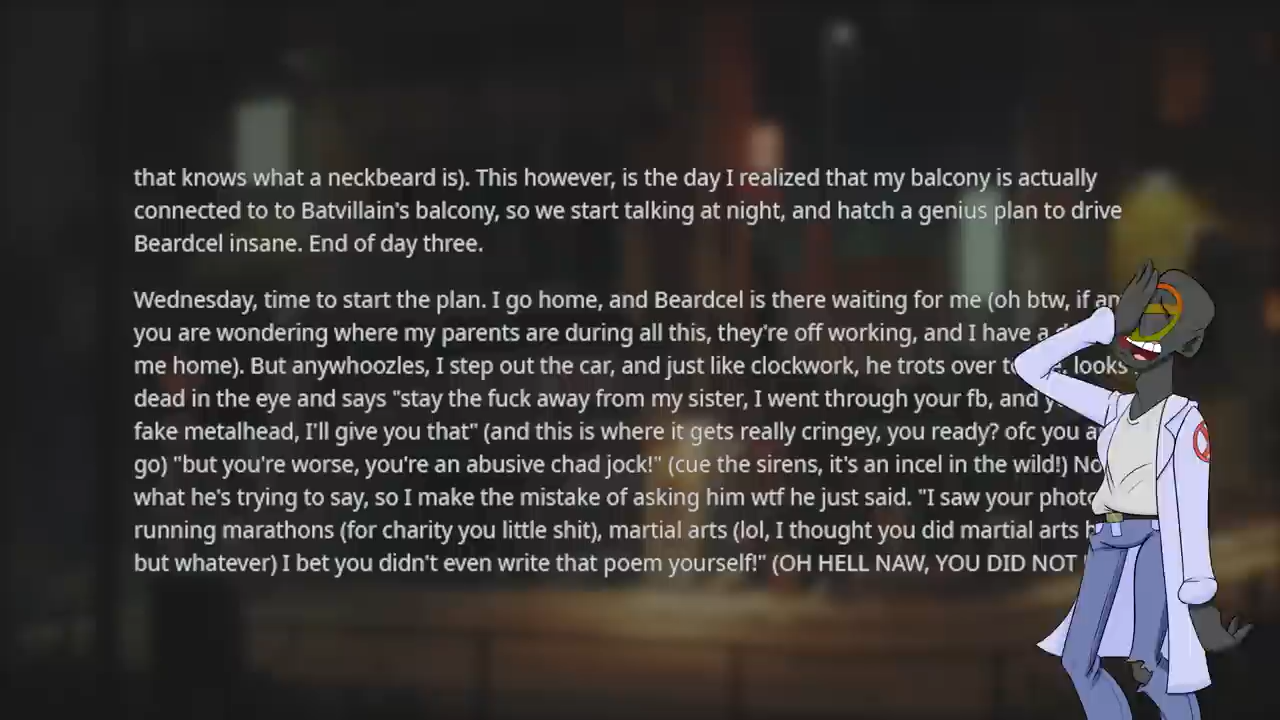 that knows what a neckbeard is). This however, is the day I realized that my balcony is actually
connected to to Batvillain's balcony, so we start talking at night, and hatch a genius plan to drive
Beardcel insane. End of day three.
Wednesday, time to start the plan. I go home, and Beardcel is there waiting for me (oh btw, if
you are wondering where my parents are during all this, they're off working, and I have a
me home). But anywhoozles, I step out the car, and just like clockwork, he trots over looks
dead in the eye and says "stay the fuck away from my sister, I went through your fb, and
fake metalhead, I'll give you that" (and this is where it gets really cringey, you ready? ofc you
go) "but you're worse, you're an abusive chad jock!" (cue the sirens, it's an incel in the wild!)
what he's trying to say, so I make the mistake of asking him wtf he just said. "I saw your
running marathons (for charity you little shit), martial arts (lol, I thought you did martial arts
but whatever) I bet you didn't even write that poem yourself!" (OH HELL NAW, YOU DID NOT